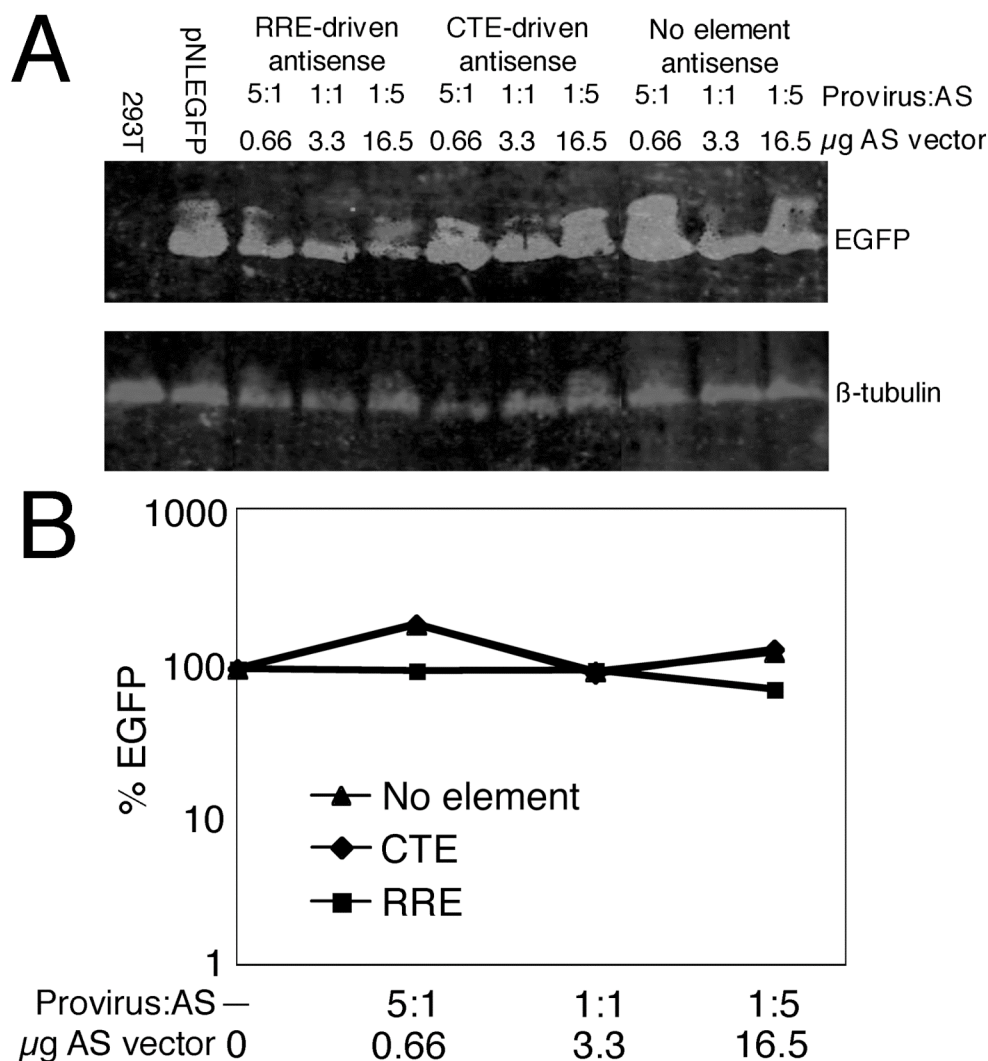 A
293T
pNLEGFP
RRE-driven antisense
CTE-driven antisense
No element antisense
5:1 1:1 1:5 5:1 1:1 1:5 5:1 1:1 1:5 Provirus:AS
0.66 3.3 16.5 0.66 3.3 16.5 0.66 3.3 16.5 µg AS vector
EGFP
ß-tubulin
B
1000
100
10
1
% EGFP
No element
CTE
RRE
Provirus:AS — 5:1 1:1 1:5
µg AS vector 0 0.66 3.3 16.5